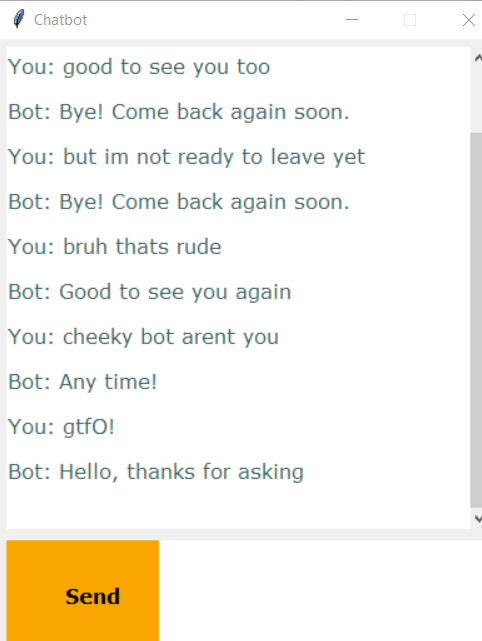 Chatbot
You: good to see you too
Bot: Bye! Come back again soon.
You: but im not ready to leave yet
Bot: Bye! Come back again soon.
You: bruh thats rude
Bot: Good to see you again
You: cheeky bot arent you
Bot: Any time!
You: gtfO!
Bot: Hello, thanks for asking
Send